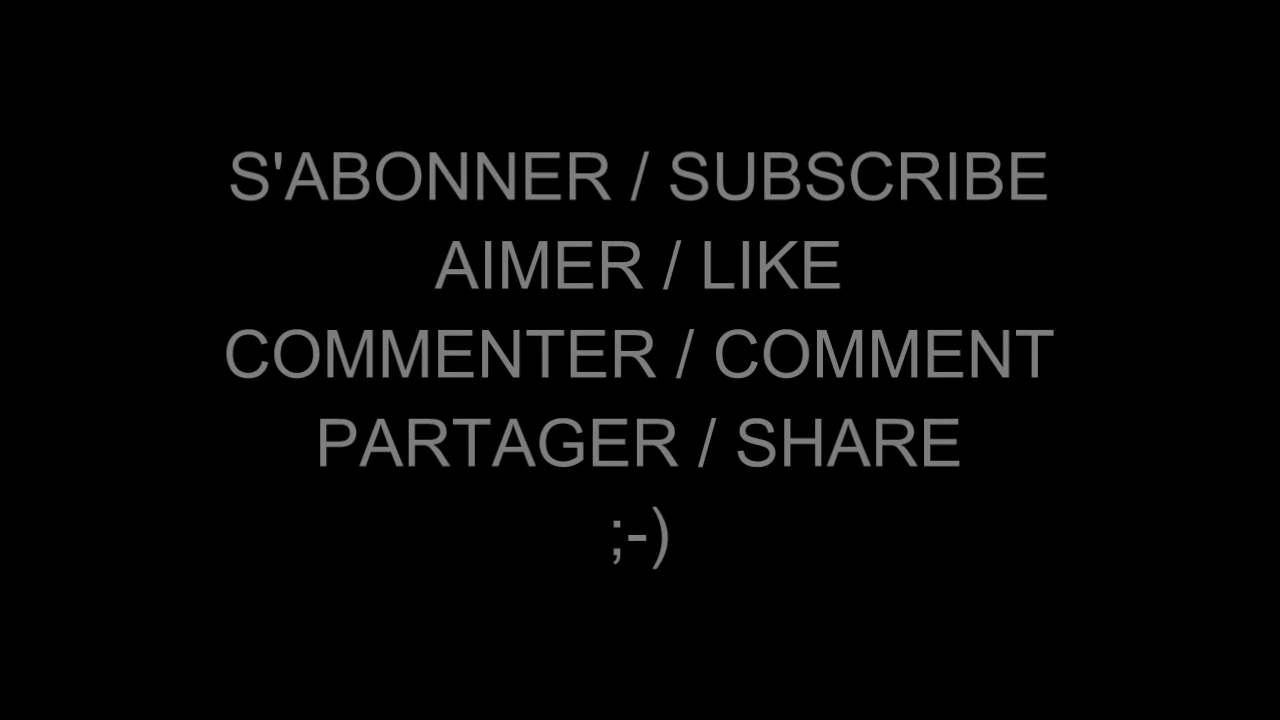 S'ABONNER / SUBSCRIBE
AIMER / LIKE
COMMENTER / COMMENT
PARTAGER / SHARE
;-)